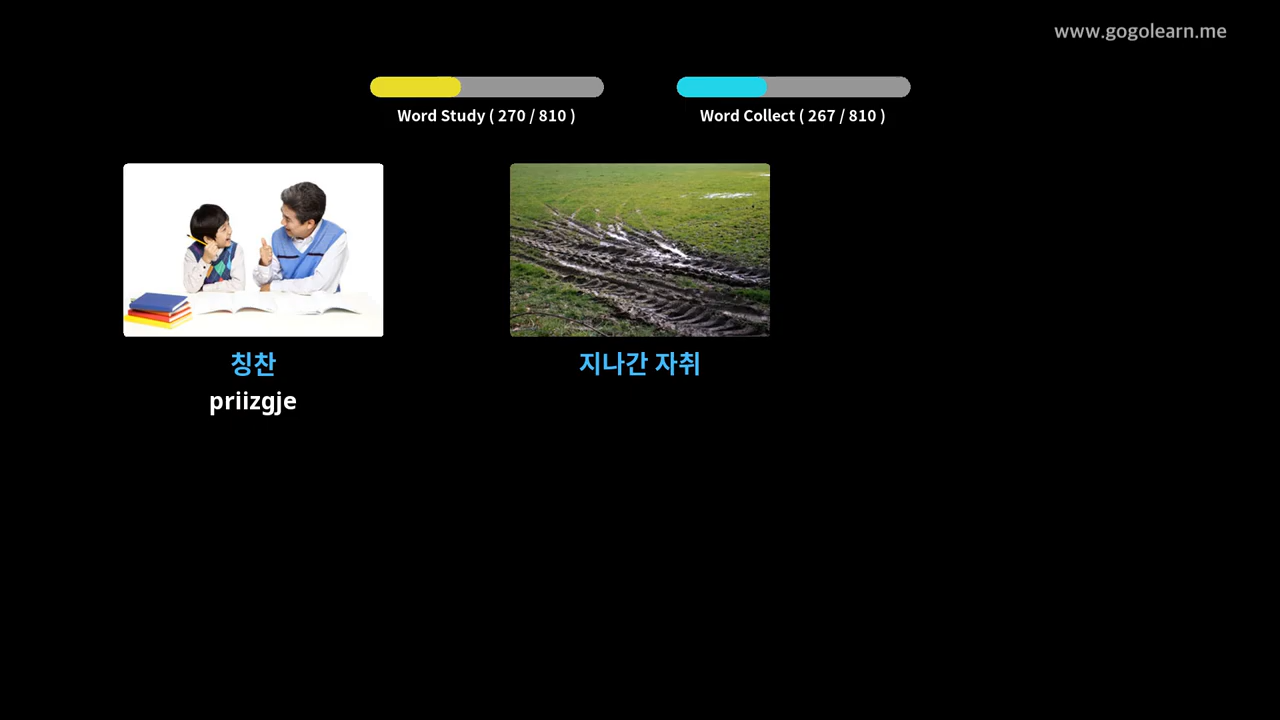 www.gogolearn.me
Word Study ( 270 / 810 )
Word Collect ( 267 / 810 )
칭찬
priizgje
지나간 자취